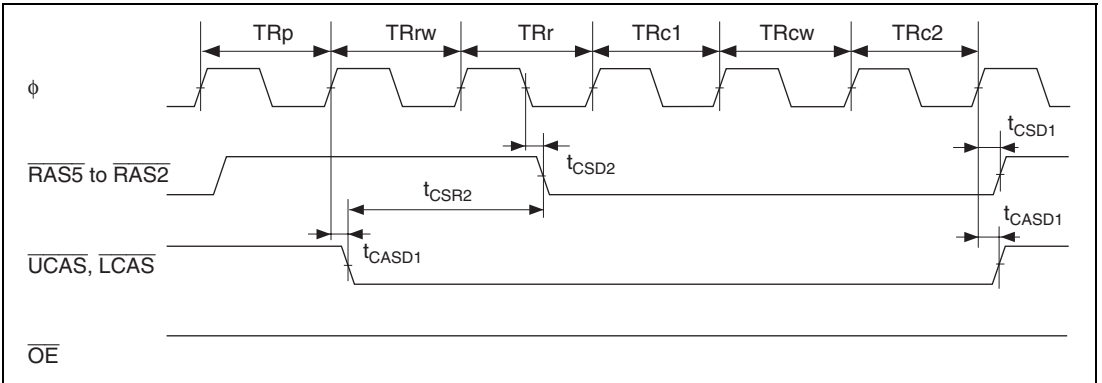 TRp TRrw TRr TRc1 TRcw TRc2
φ
tCSD1
RAS5 to RAS2
tCSD2
tCSR2
tCASD1
UCAS, LCAS
tCASD1
OE